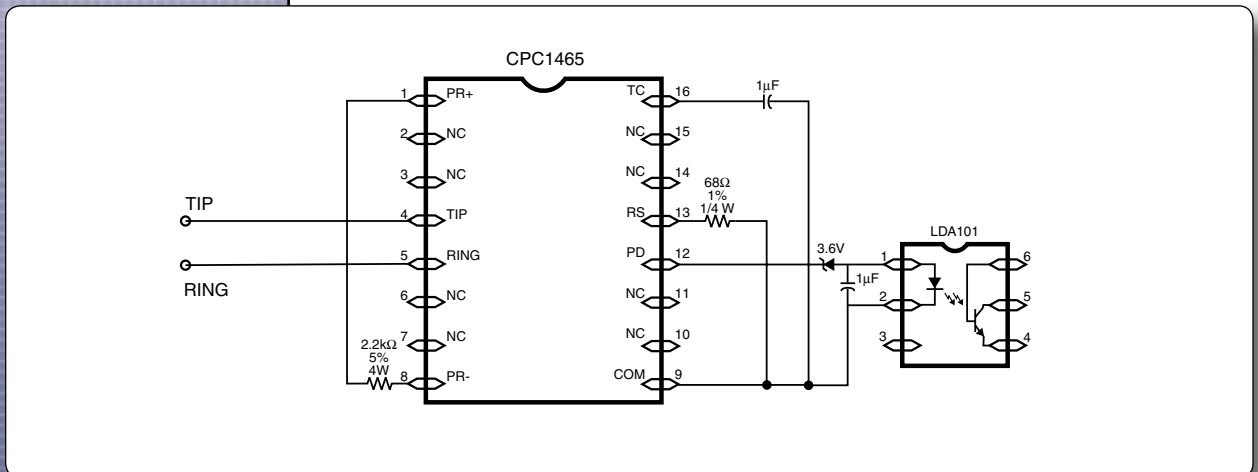 CPC1465
1 PR+
2 NC
3 NC
TIP
4 TIP
5 RING
RING
6 NC
7 NC
2.2kΩ
5%
4W
8 PR-
TC 16
1μF
NC 15
NC 14
68Ω
1%
1/4 W
RS 13
PD 12
3.6V
1μF
NC 11
NC 10
COM 9
LDA101
1
2
3
6
5
4